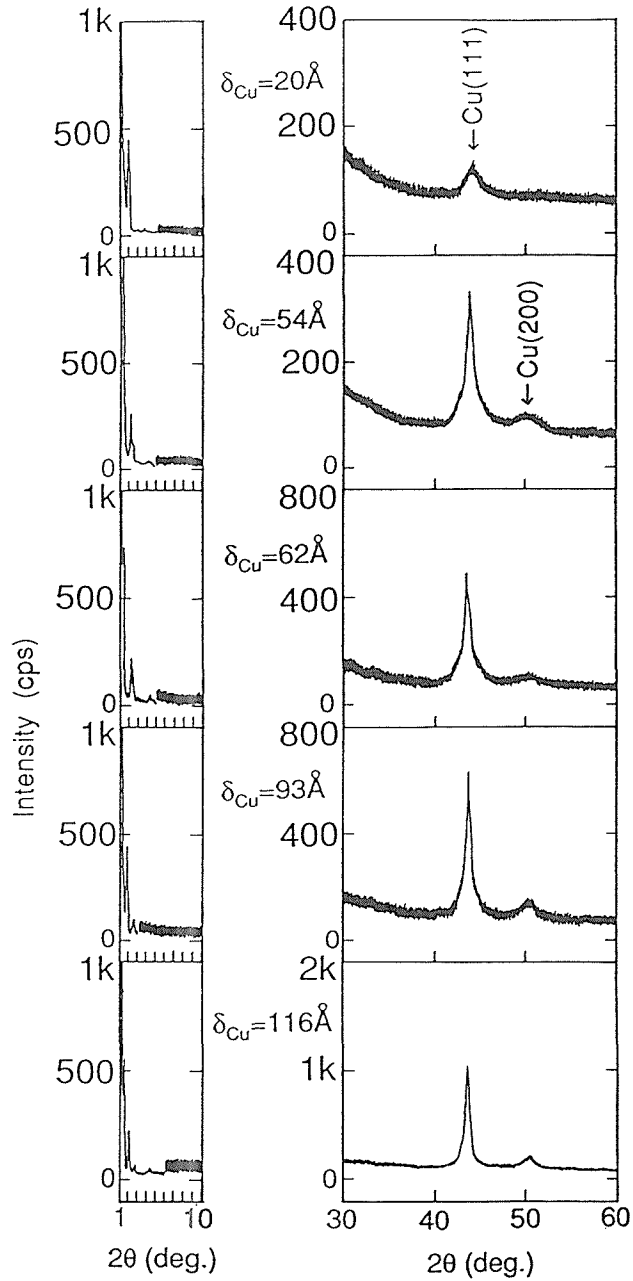 Intensity (cps)
1k
500
0
δCu=20Å
400
200
0
Cu(111)
1k
500
0
δCu=54Å
400
200
0
Cu(200)
1k
500
0
δCu=62Å
800
400
0
1k
500
0
δCu=93Å
800
400
0
1k
500
0
δCu=116Å
2k
1k
0
1 10
30 40 50 60
2θ (deg.) 2θ (deg.)